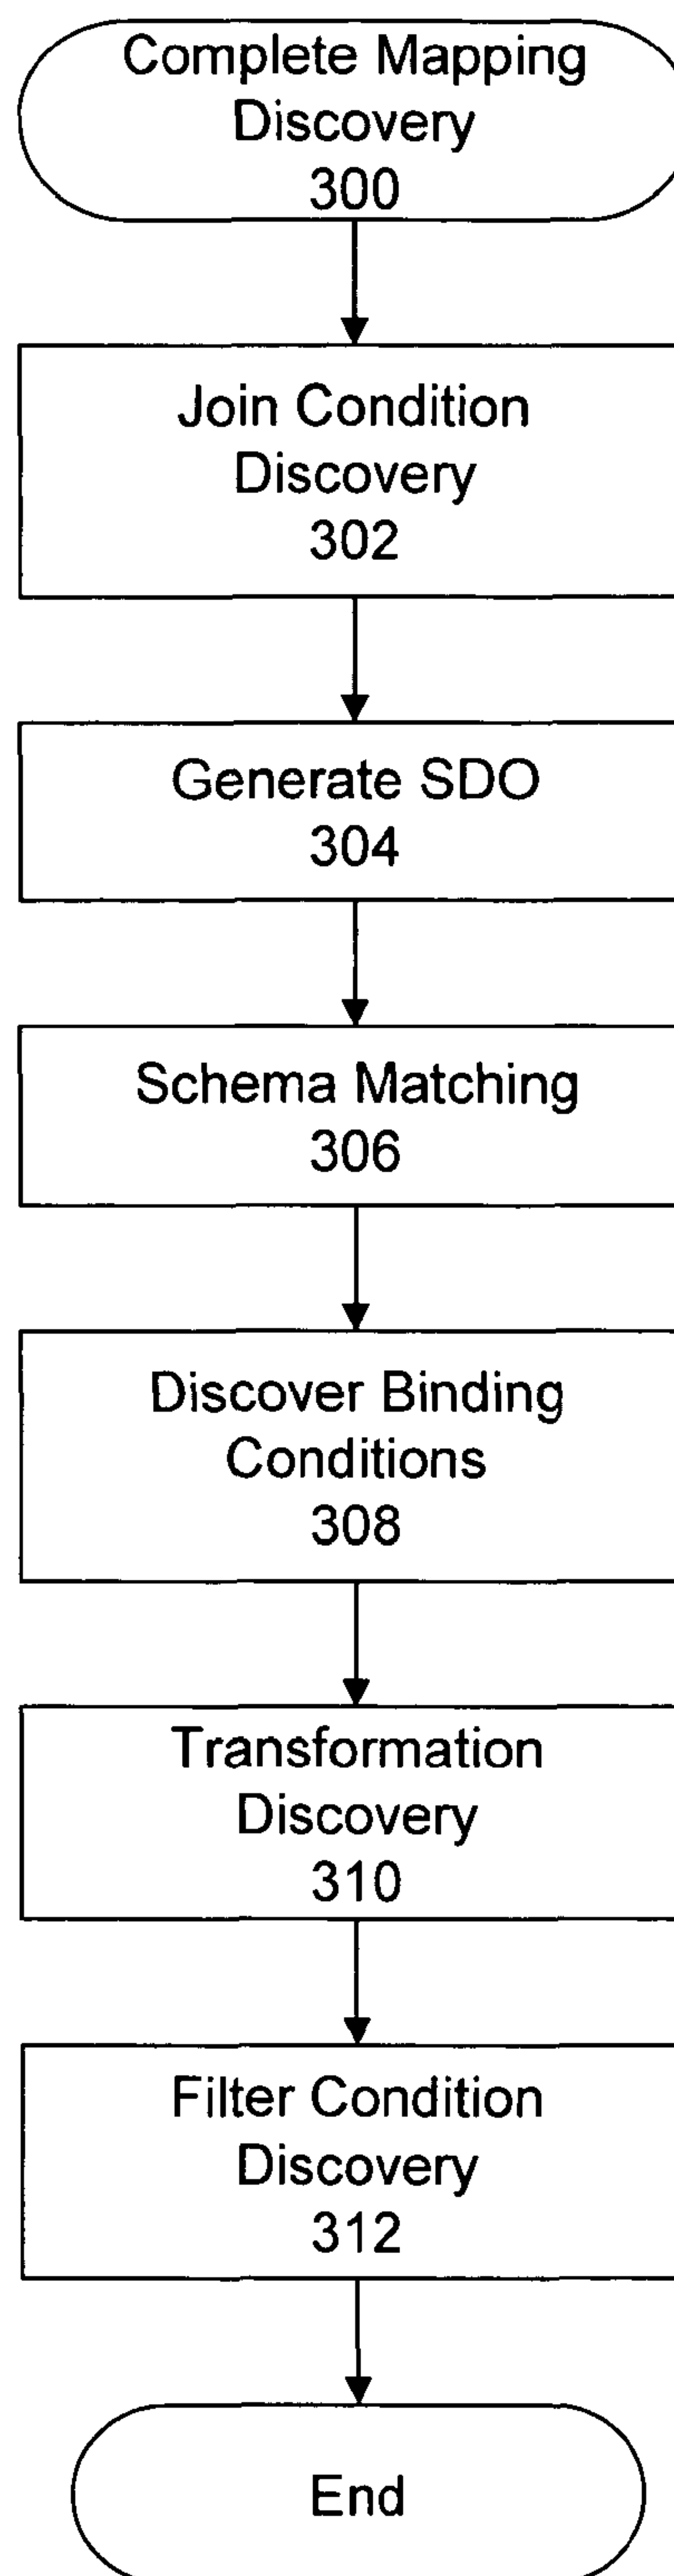 Complete Mapping
Discovery
300
Join Condition
Discovery
302
Generate SDO
304
Schema Matching
306
Discover Binding
Conditions
308
Transformation
Discovery
310
Filter Condition
Discovery
312
End